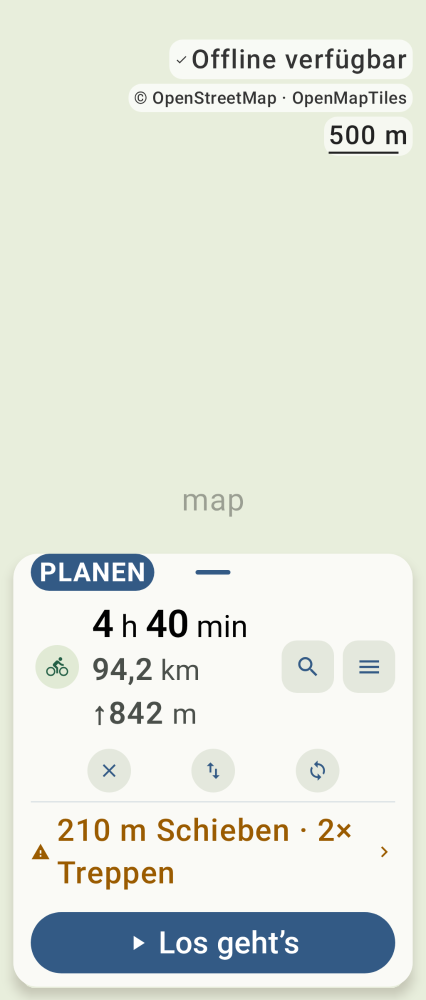 Offline verfügbar
© OpenStreetMap · OpenMapTiles
500 m
map
PLANEN
4 h 40 min
94,2 km
↑842 m
210 m Schieben · 2×
Treppen
Los geht’s